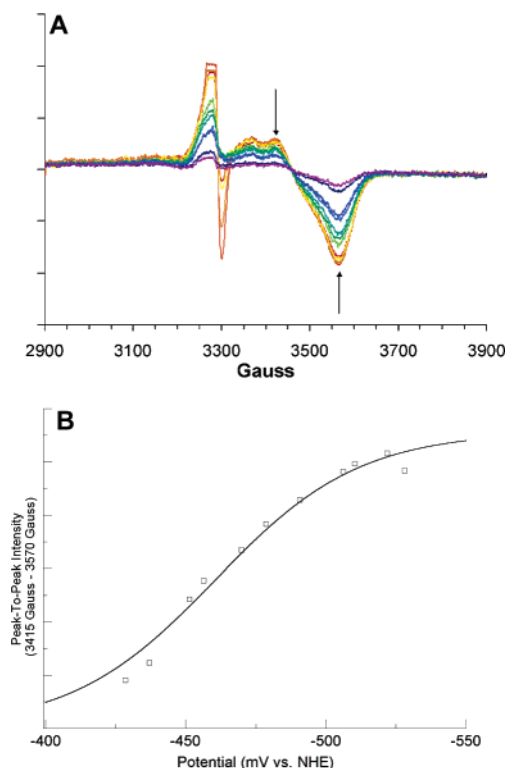 A
2900 3100 3300 3500 3700 3900
Gauss
B
Peak-To-Peak Intensity
(3415 Gauss - 3570 Gauss)
-400 -450 -500 -550
Potential (mV vs. NHE)